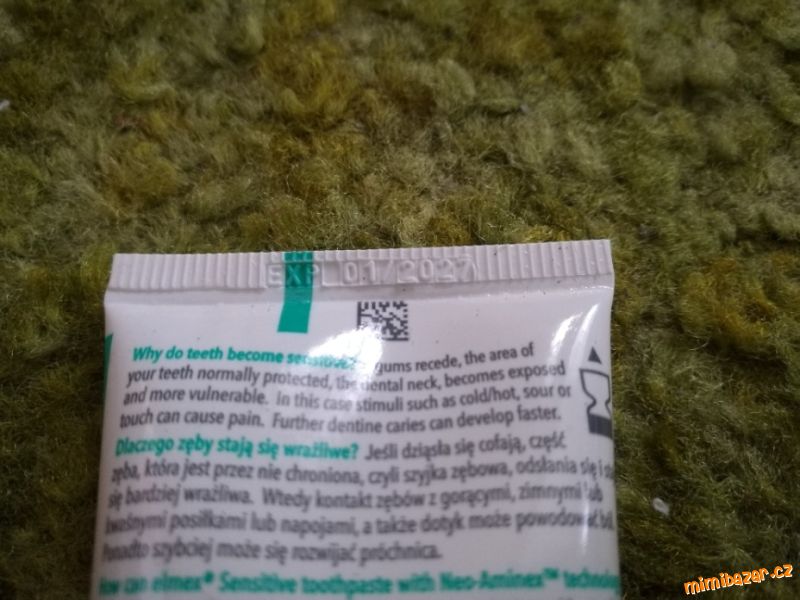 EXP 01/2027
Why do teeth become sensitive? gums recede, the area of
your teeth normally protected, the dental neck, becomes exposed
and more vulnerable. In this case stimuli such as cold/hot, sour or
touch can cause pain. Further dentine caries can develop faster.
Dlaczego zęby stają się wrażliwe? Jeśli dziąsła się cofają, część
zęba, która jest przez nie chroniona, czyli szyjka zębowa, odsłania się i
się bardziej wrażliwa. Wtedy kontakt zębów z gorącymi, zimnymi lub
kwaśnymi posiłkami lub napojami, a także dotyk może powodować
Ponadto szybciej może się rozwijać próchnica.
How can elmex® Sensitive toothpaste with Neo-Aminex™
mimibazar.cz